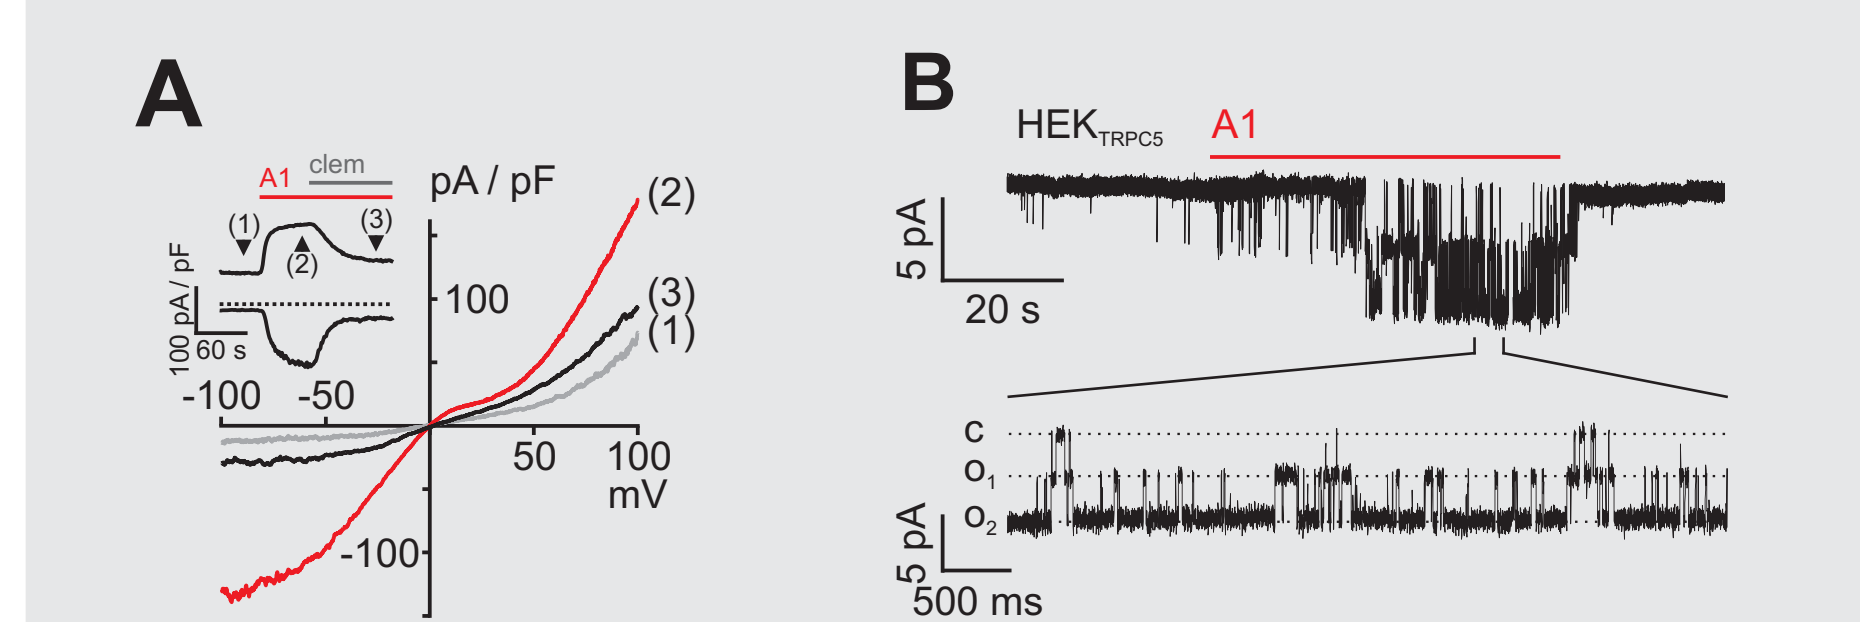 A
A1
clem
(1)
(2)
(3)
100 pA / pF
60 s
pA / pF
(2)
(3)
(1)
100
-100
-100
-50
50
100
mV
B
HEKTRPC5
A1
5 pA
20 s
c
o1
o2
5 pA
500 ms